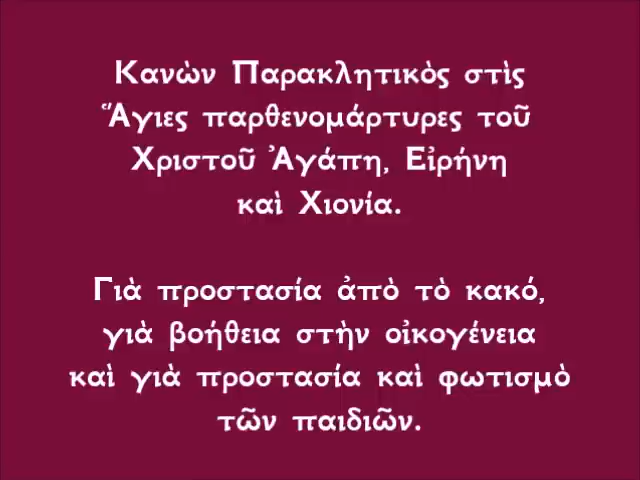 Κανὼν Παρακλητικὸς στὶς
Ἅγιες παρθενομάρτυρες τοῦ
Χριστοῦ Ἀγάπη, Εἰρήνη
καὶ Χιονία.
Γιὰ προστασία ἀπὸ τὸ κακό,
γιὰ βοήθεια στὴν οἰκογένεια
καὶ γιὰ προστασία καὶ φωτισμὸ
τῶν παιδιῶν.